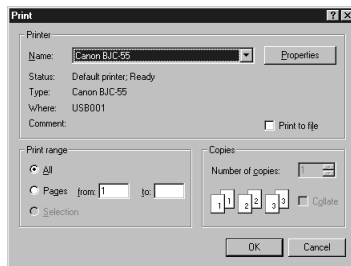 Print
Printer
Name: Canon BJC-55 Properties
Status: Default printer; Ready
Type: Canon BJC-55
Where: USB001
Comment: Print to file
Print range
All
Pages from: 1 to:
Selection
Copies
Number of copies: 1
1 1 2 2 3 3
Collate
OK Cancel